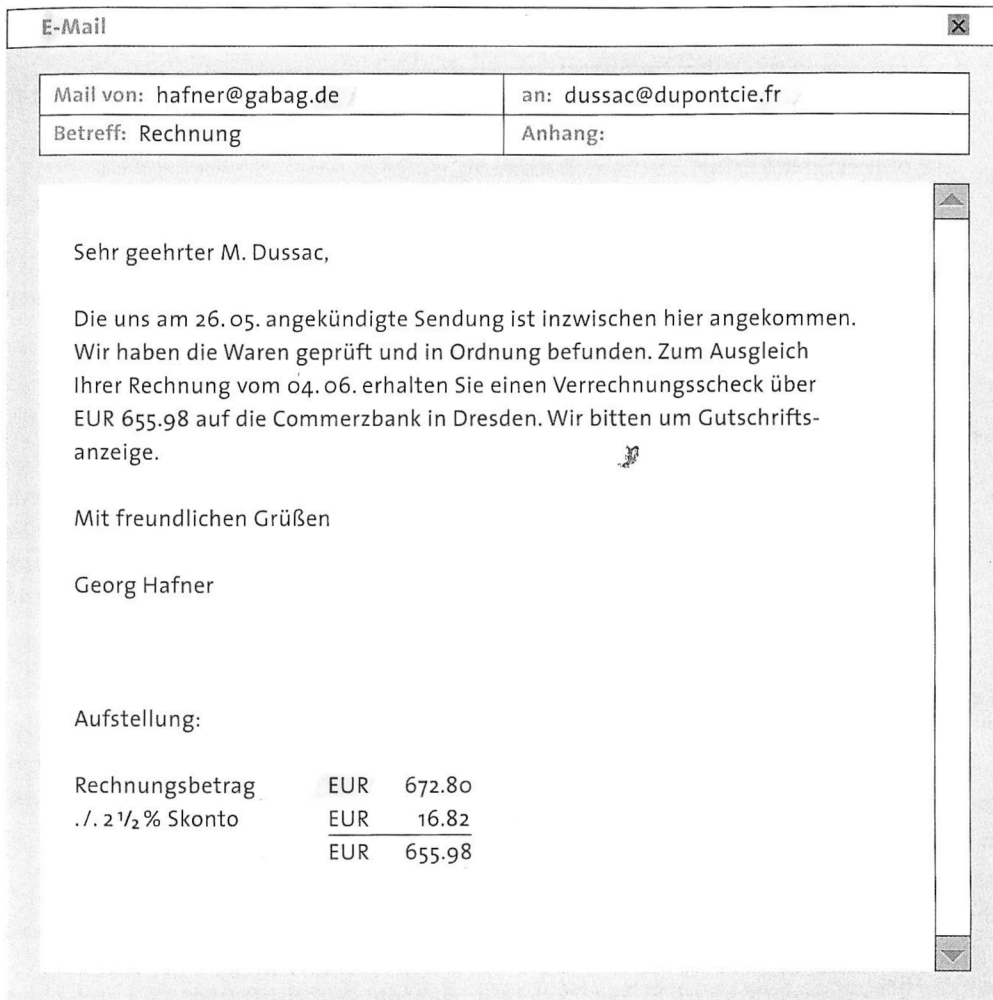 E-Mail
Mail von: hafner@gabag.de an: dussac@dupontcie.fr
Betreff: Rechnung Anhang:
Sehr geehrter M. Dussac,
Die uns am 26. 05. angekündigte Sendung ist inzwischen hier angekommen.
Wir haben die Waren geprüft und in Ordnung befunden. Zum Ausgleich
Ihrer Rechnung vom 04. 06. erhalten Sie einen Verrechnungsscheck über
EUR 655.98 auf die Commerzbank in Dresden. Wir bitten um Gutschrifts-
anzeige.
Mit freundlichen Grüßen
Georg Hafner
Aufstellung:
Rechnungsbetrag EUR 672.80
./. 2 1/2 % Skonto EUR 16.82
EUR 655.98